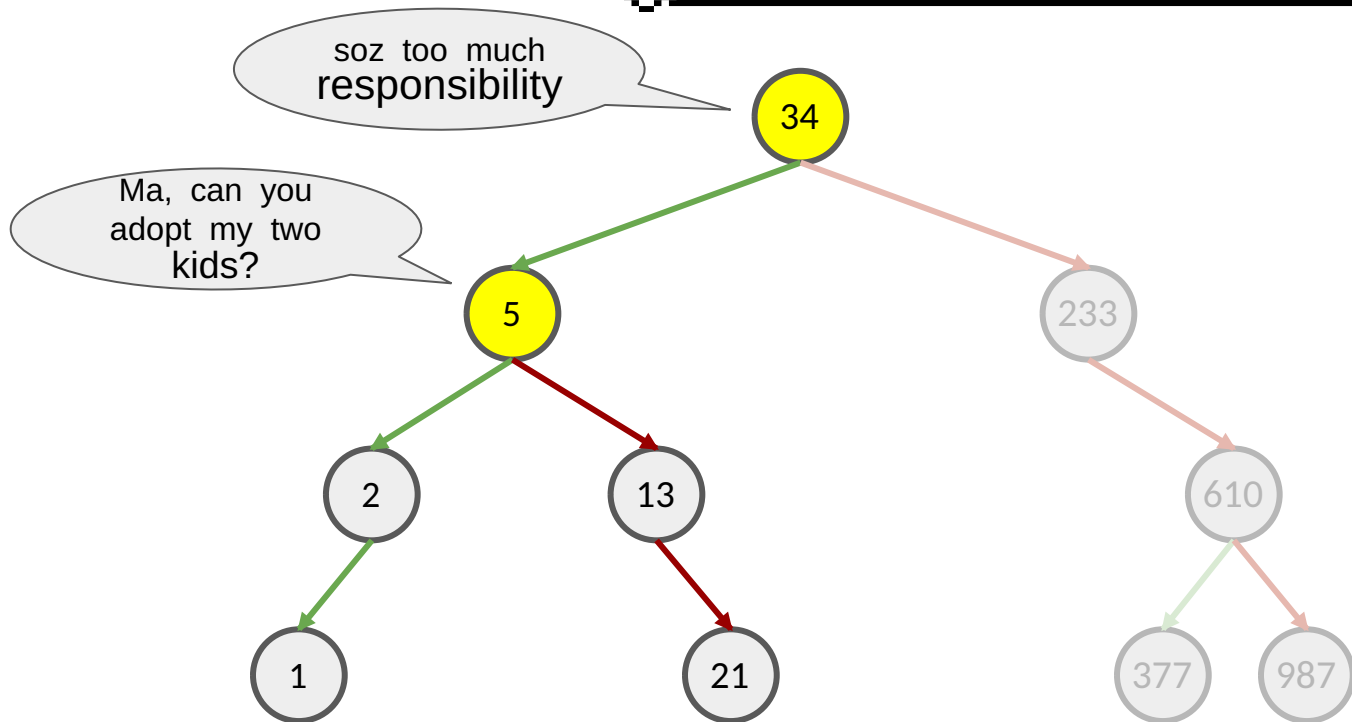 soz too much
responsibility
34
Ma, can you
adopt my two
kids?
5
233
2
13
610
1
21
377
987